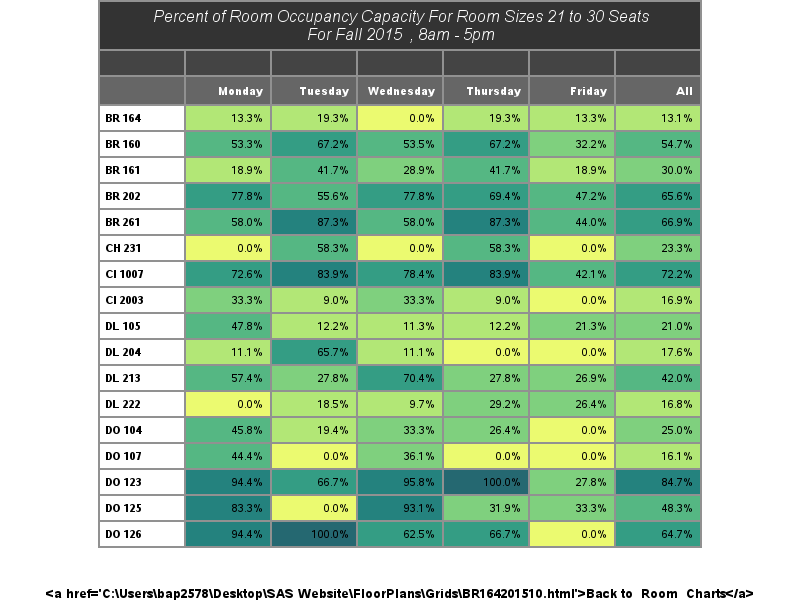 Percent of Room Occupancy Capacity For Room Sizes 21 to 30 Seats
For Fall 2015 , 8am - 5pm
Monday Tuesday Wednesday Thursday Friday All
BR 164 13.3% 19.3% 0.0% 19.3% 13.3% 13.1%
BR 160 53.3% 67.2% 53.5% 67.2% 32.2% 54.7%
BR 161 18.9% 41.7% 28.9% 41.7% 18.9% 30.0%
BR 202 77.8% 55.6% 77.8% 69.4% 47.2% 65.6%
BR 261 58.0% 87.3% 58.0% 87.3% 44.0% 66.9%
CH 231 0.0% 58.3% 0.0% 58.3% 0.0% 23.3%
CI 1007 72.6% 83.9% 78.4% 83.9% 42.1% 72.2%
CI 2003 33.3% 9.0% 33.3% 9.0% 0.0% 16.9%
DL 105 47.8% 12.2% 11.3% 12.2% 21.3% 21.0%
DL 204 11.1% 65.7% 11.1% 0.0% 0.0% 17.6%
DL 213 57.4% 27.8% 70.4% 27.8% 26.9% 42.0%
DL 222 0.0% 18.5% 9.7% 29.2% 26.4% 16.8%
DO 104 45.8% 19.4% 33.3% 26.4% 0.0% 25.0%
DO 107 44.4% 0.0% 36.1% 0.0% 0.0% 16.1%
DO 123 94.4% 66.7% 95.8% 100.0% 27.8% 84.7%
DO 125 83.3% 0.0% 93.1% 31.9% 33.3% 48.3%
DO 126 94.4% 100.0% 62.5% 66.7% 0.0% 64.7%
<a href='C:\Users\bap2578\Desktop\SAS Website\FloorPlans\Grids\BR164201510.html'>Back to Room Charts</a>